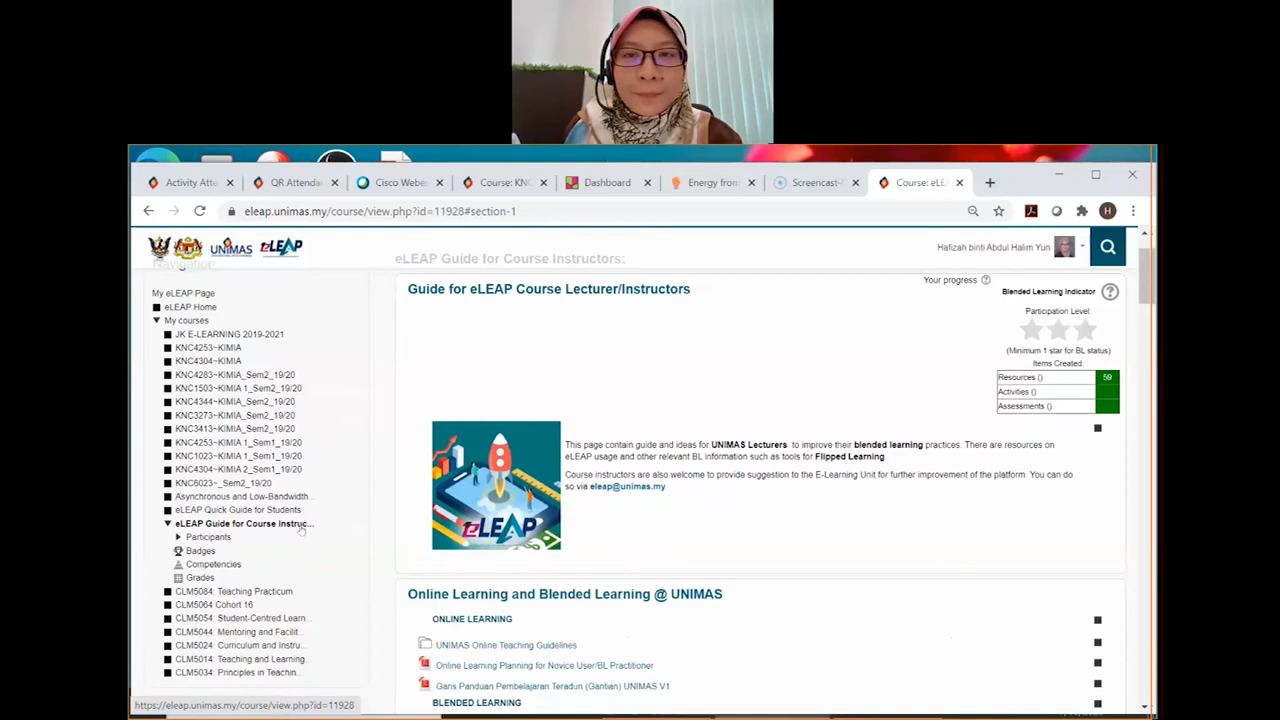 Activity Atte
QR Attendan
Cisco Webe
Course: KNC
Dashboard
Energy from
Screencast-
Course: eLEA
eleap.unimas.my/course/view.php?id=11928#section-1
UNIMAS eLEAP
Hafizah binti Abdul Halim Yun
Navigation
My eLEAP Page
eLEAP Home
My courses
JK E-LEARNING 2019-2021
KNC4253~KIMIA
KNC4304~KIMIA
KNC4283~KIMIA_Sem2_19/20
KNC1503~KIMIA 1_Sem2_19/20
KNC4344~KIMIA_Sem2_19/20
KNC3273~KIMIA_Sem2_19/20
KNC3413~KIMIA_Sem2_19/20
KNC4253~KIMIA 1_Sem1_19/20
KNC1023~KIMIA 1_Sem1_19/20
KNC4304~KIMIA 2_Sem1_19/20
KNC6023~_Sem2_19/20
Asynchronous and Low-Bandwidth...
eLEAP Quick Guide for Students
eLEAP Guide for Course Instruc...
Participants
Badges
Competencies
Grades
CLM5084: Teaching Practicum
CLM5064 Cohort 16
CLM5054: Student-Centred Learn...
CLM5044: Mentoring and Facilit...
CLM5024: Curriculum and Instru...
CLM5014: Teaching and Learning...
CLM5034: Principles in Teachin...
https://eleap.unimas.my/course/view.php?id=11928
eLEAP Guide for Course Instructors:
Guide for eLEAP Course Lecturer/Instructors
Your progress
Blended Learning Indicator
Participation Level:
(Minimum 1 star for BL status)
Items Created:
Resources () 59
Activities ()
Assessments ()
eLEAP
This page contain guide and ideas for UNIMAS Lecturers to improve their blended learning practices. There are resources on
eLEAP usage and other relevant BL information such as tools for Flipped Learning
Course instructors are also welcome to provide suggestion to the E-Learning Unit for further improvement of the platform. You can do
so via eleap@unimas.my
Online Learning and Blended Learning @ UNIMAS
ONLINE LEARNING
UNIMAS Online Teaching Guidelines
Online Learning Planning for Novice User/BL Practitioner
Garis Panduan Pembelajaran Teradun (Gantian) UNIMAS V1
BLENDED LEARNING